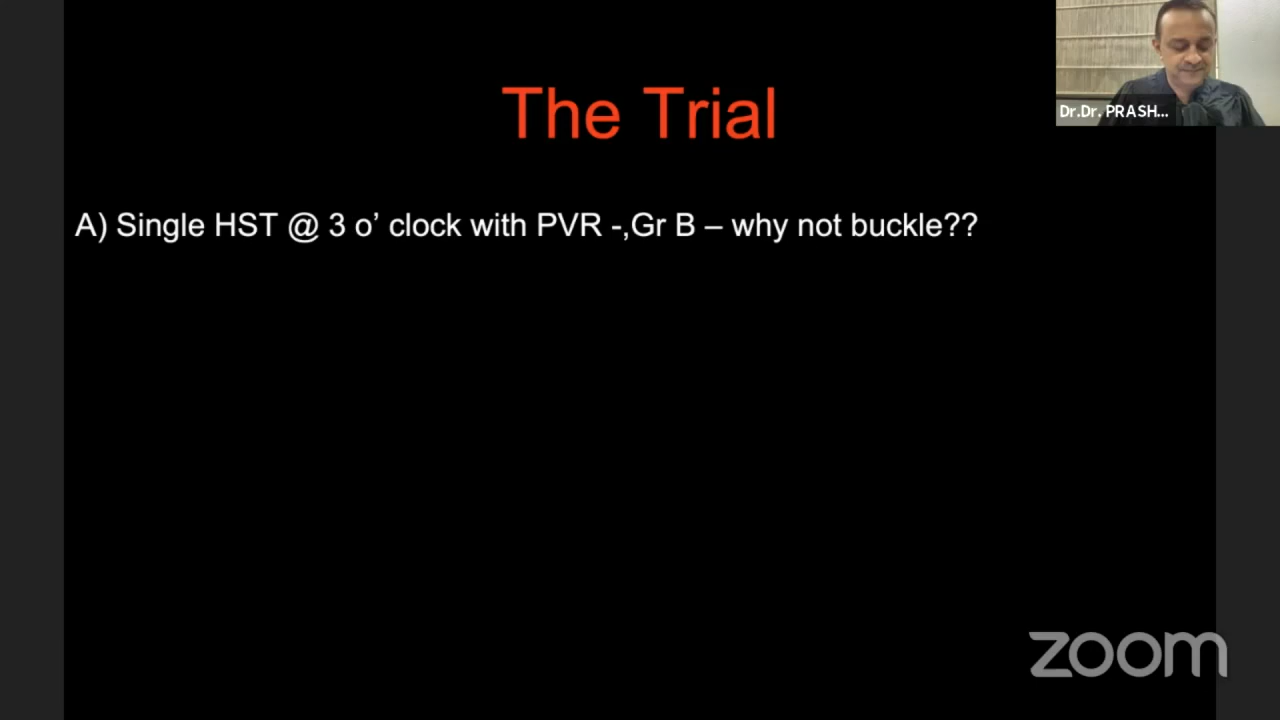 Dr.Dr. PRASH...
The Trial
A) Single HST @ 3 o’ clock with PVR -,Gr B – why not buckle??
zoom